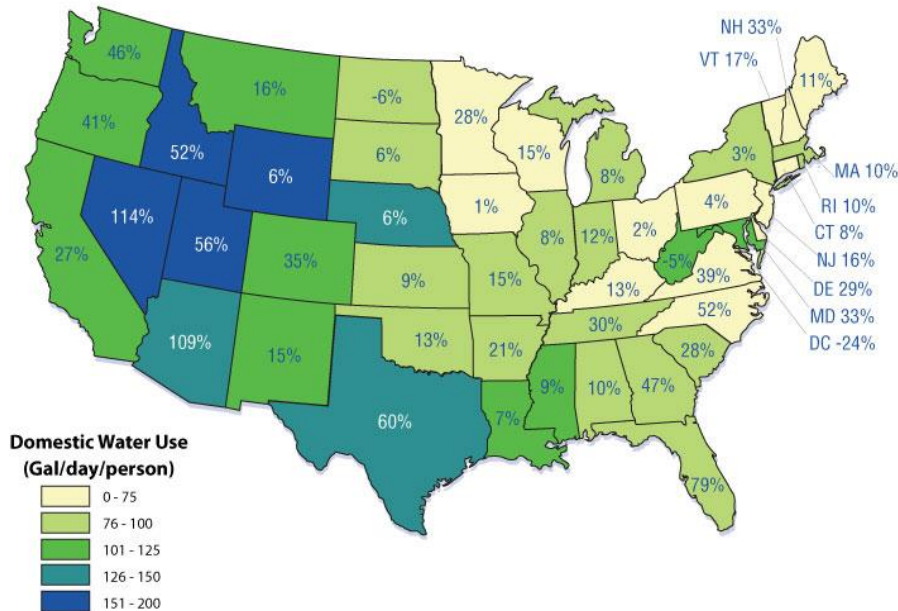 NH 33%
VT 17%
46%
16%
-6%
28%
11%
41%
52%
6%
6%
15%
8%
3%
MA 10%
RI 10%
CT 8%
NJ 16%
DE 29%
MD 33%
DC -24%
114%
56%
27%
35%
6%
1%
8%
12%
2%
4%
-5%
39%
9%
15%
13%
52%
109%
15%
13%
21%
30%
28%
60%
7%
9%
10%
47%
79%
Domestic Water Use
(Gal/day/person)
0 - 75
76 - 100
101 - 125
126 - 150
151 - 200